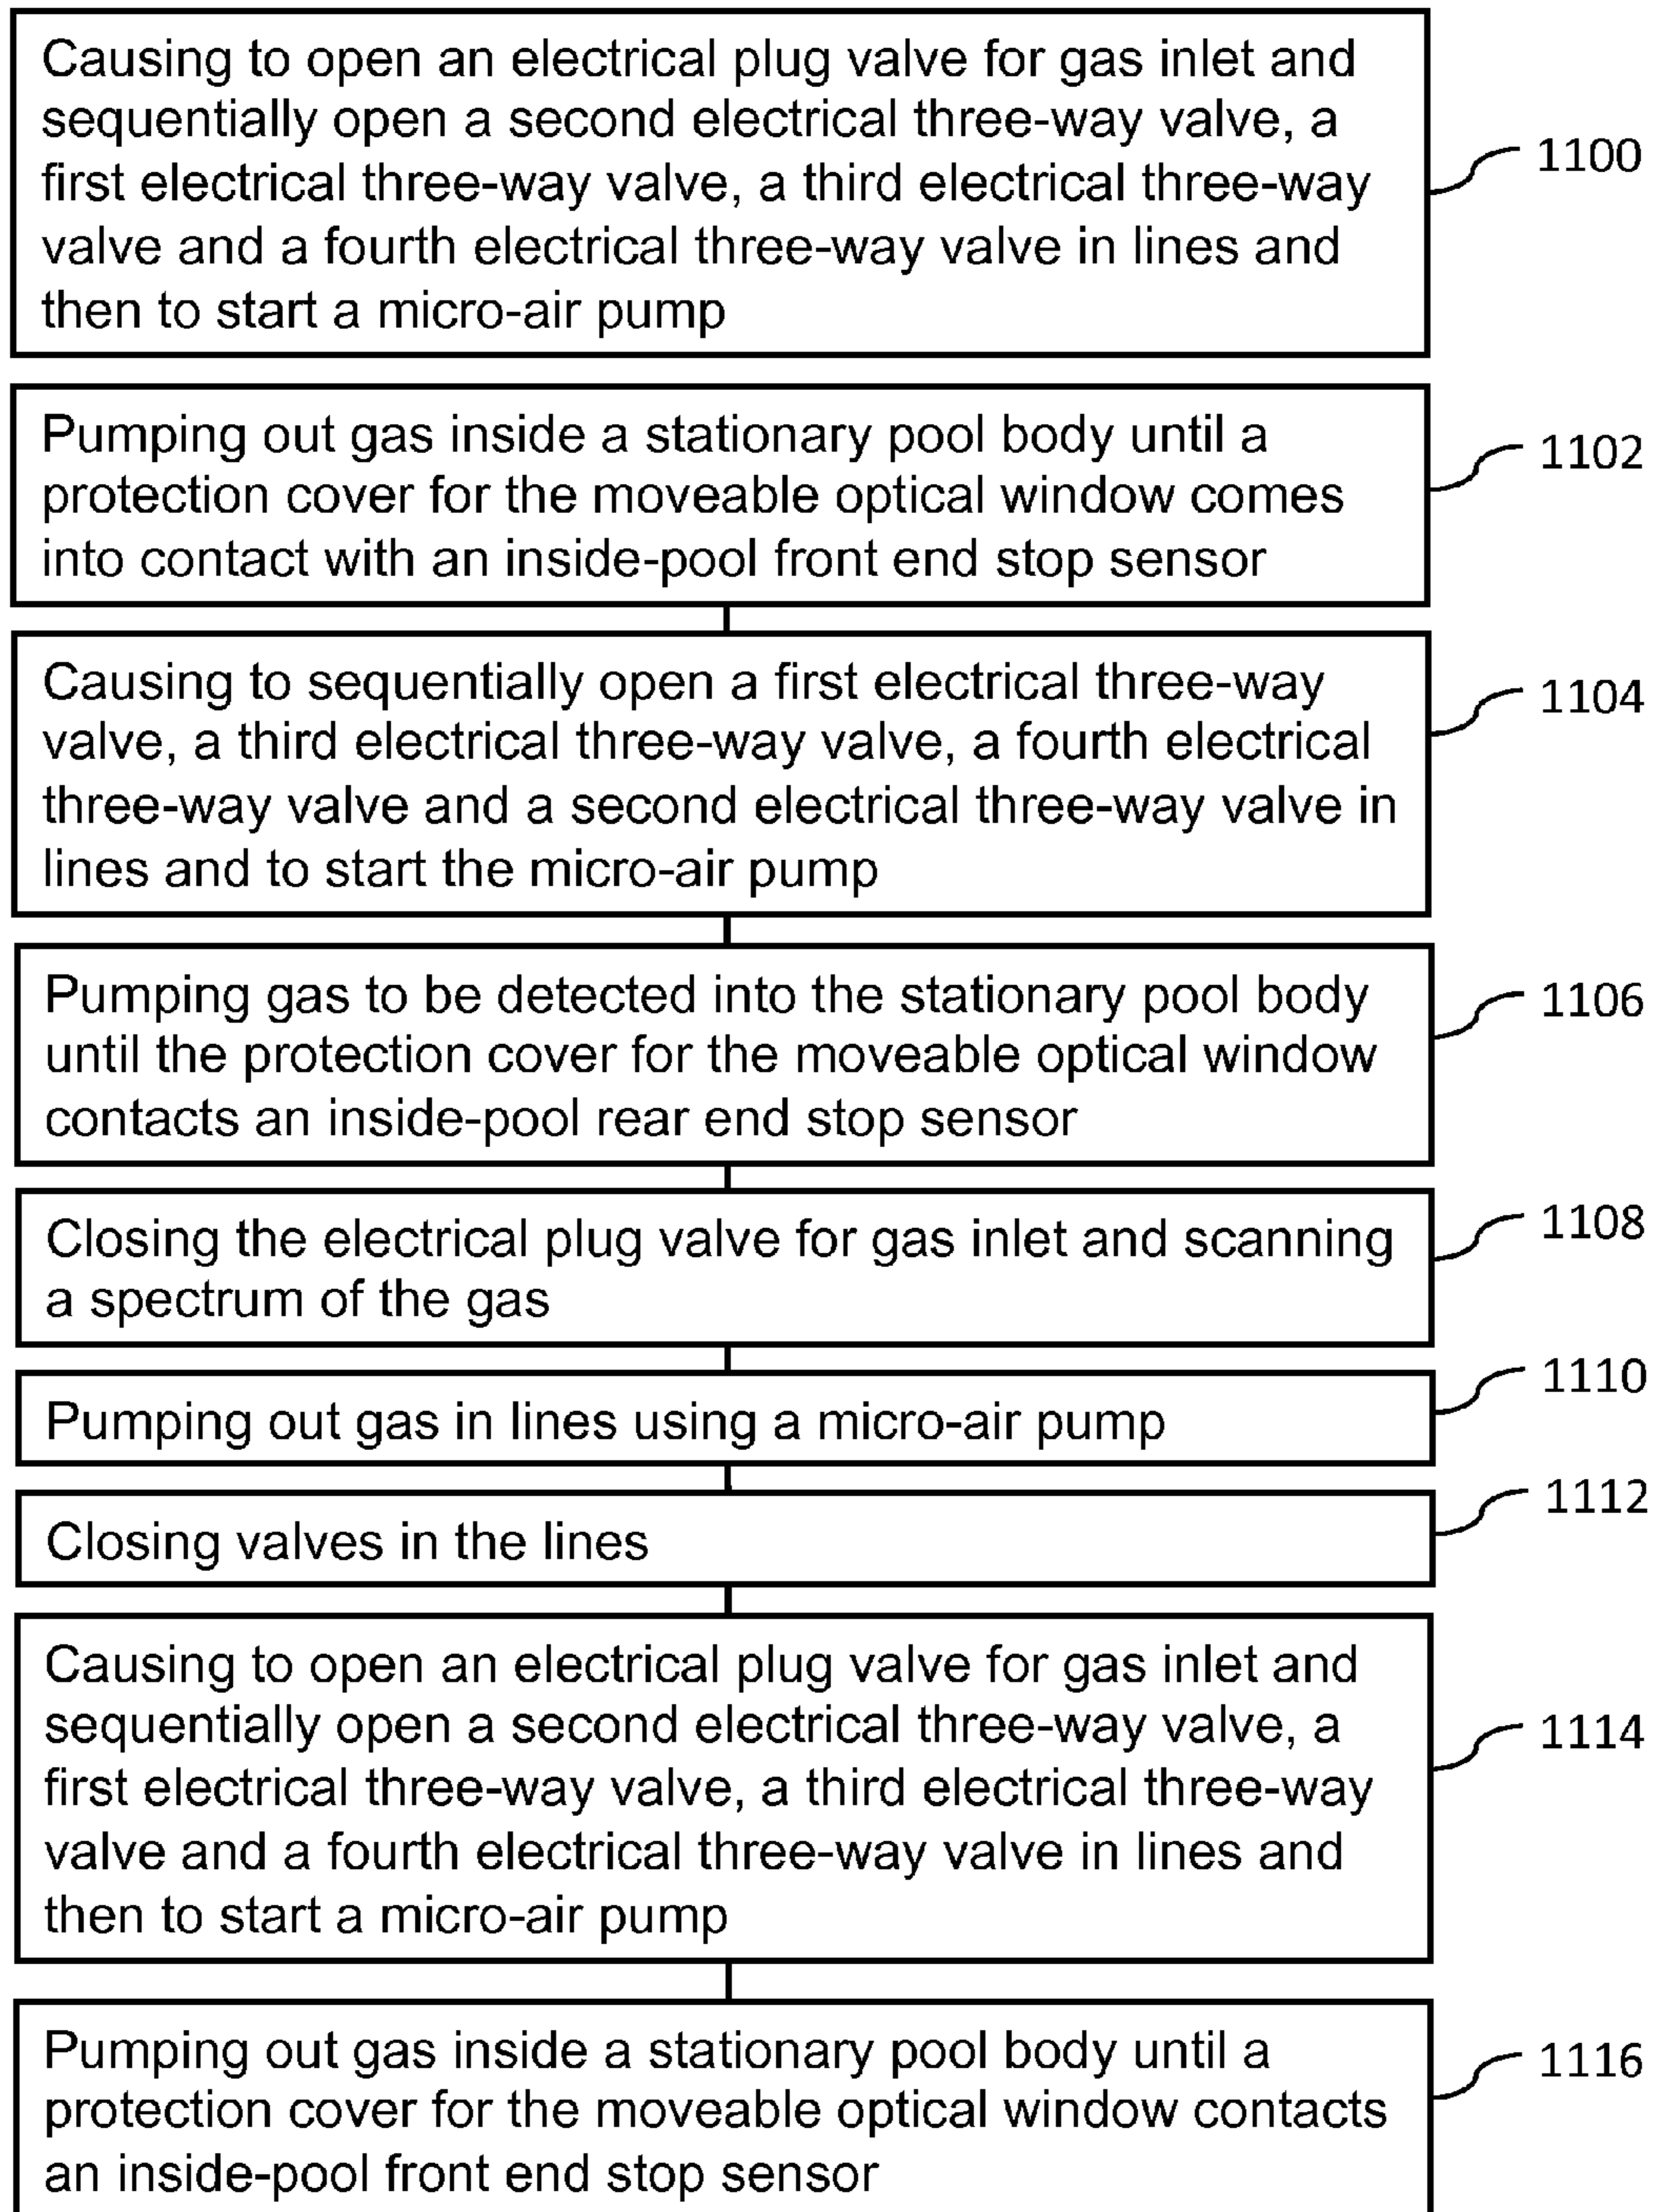 Causing to open an electrical plug valve for gas inlet and
sequentially open a second electrical three-way valve, a
first electrical three-way valve, a third electrical three-way
valve and a fourth electrical three-way valve in lines and
then to start a micro-air pump
1100
Pumping out gas inside a stationary pool body until a
protection cover for the moveable optical window comes
into contact with an inside-pool front end stop sensor
1102
Causing to sequentially open a first electrical three-way
valve, a third electrical three-way valve, a fourth electrical
three-way valve and a second electrical three-way valve in
lines and to start the micro-air pump
1104
Pumping gas to be detected into the stationary pool body
until the protection cover for the moveable optical window
contacts an inside-pool rear end stop sensor
1106
Closing the electrical plug valve for gas inlet and scanning
a spectrum of the gas
1108
Pumping out gas in lines using a micro-air pump
1110
Closing valves in the lines
1112
Causing to open an electrical plug valve for gas inlet and
sequentially open a second electrical three-way valve, a
first electrical three-way valve, a third electrical three-way
valve and a fourth electrical three-way valve in lines and
then to start a micro-air pump
1114
Pumping out gas inside a stationary pool body until a
protection cover for the moveable optical window contacts
an inside-pool front end stop sensor
1116